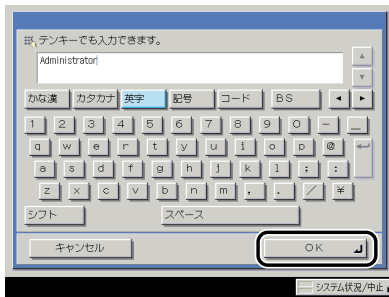 テンキーでも入力できます。
Administrator
かな漢 カタカナ 英字 記号 コード BS
1 2 3 4 5 6 7 8 9 0 - _
q w e r t y u i o p @
a s d f g h j k l ; :
z x c v b n m , . / ¥
シフト スペース
キャンセル OK
システム状況/中止